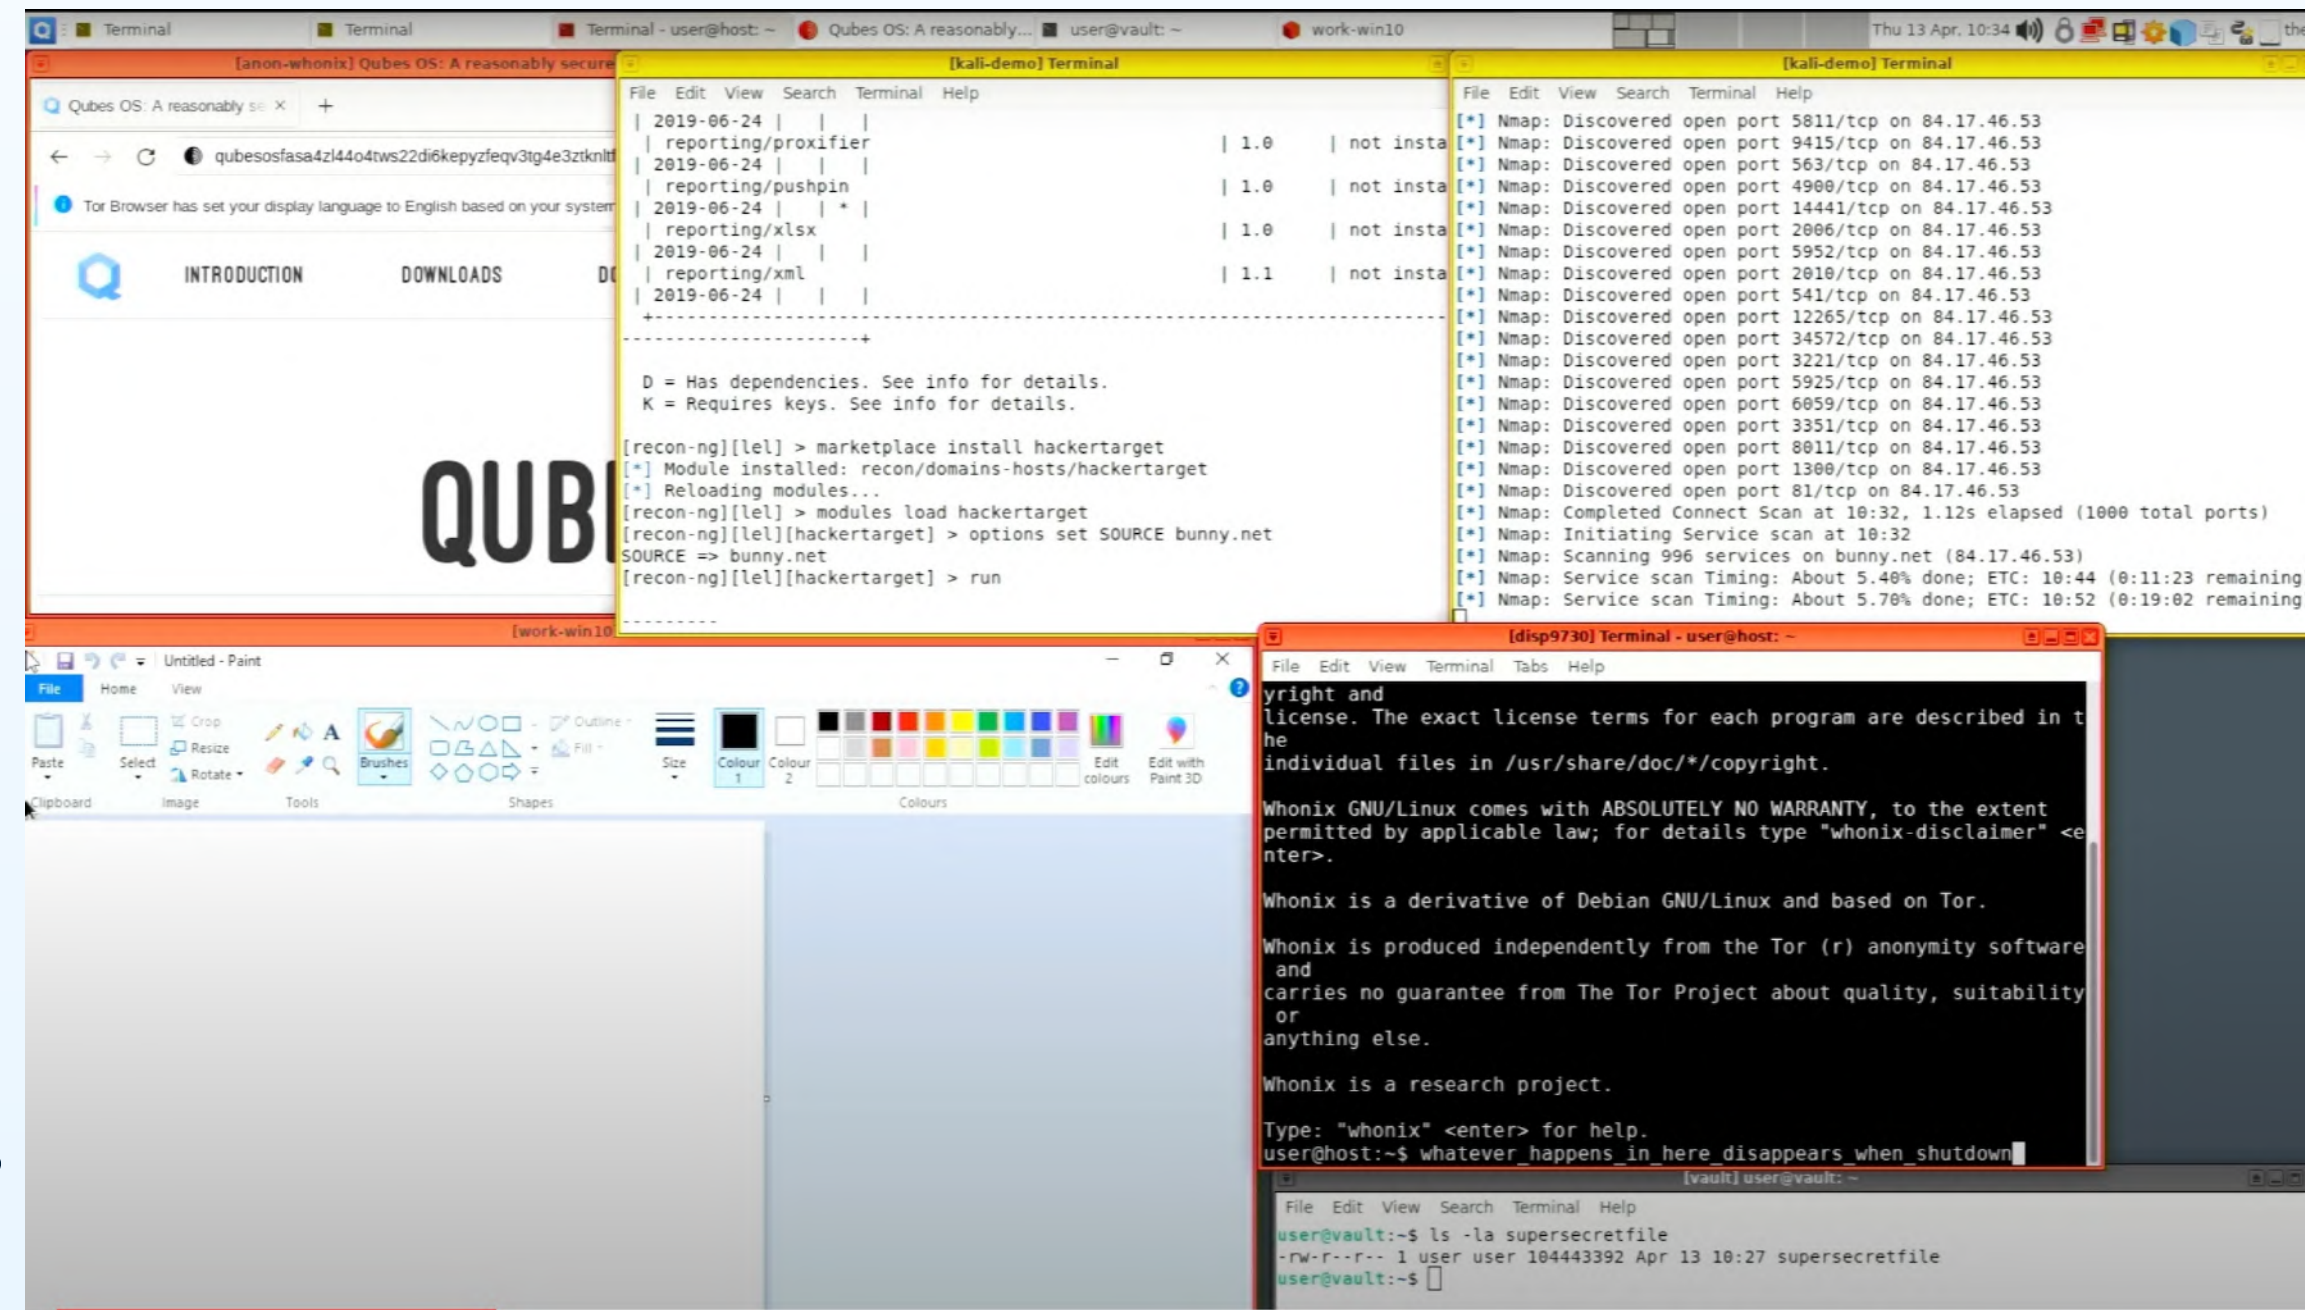 Terminal
Terminal
Terminal - user@host: ~
Qubes OS: A reasonably...
user@vault: ~
work-win10
Thu 13 Apr, 10:34
the
[anon-whonix] Qubes OS: A reasonably secure
Qubes OS: A reasonably se
Tor Browser has set your display language to English based on your system
INTRODUCTION
DOWNLOADS
QUB
[kali-demo] Terminal
File Edit View Search Terminal Help
| 2019-06-24 | | |
| reporting/proxifier | 1.0 | not insta
| 2019-06-24 | | |
| reporting/pushpin | 1.0 | not insta
| 2019-06-24 | | * |
| reporting/xlsx | 1.0 | not insta
| 2019-06-24 | | |
| reporting/xml | 1.1 | not insta
| 2019-06-24 | | |
D = Has dependencies. See info for details.
K = Requires keys. See info for details.
[recon-ng][lel] > marketplace install hackertarget
[*] Module installed: recon/domains-hosts/hackertarget
[*] Reloading modules...
[recon-ng][lel] > modules load hackertarget
[recon-ng][lel][hackertarget] > options set SOURCE bunny.net
SOURCE => bunny.net
[recon-ng][lel][hackertarget] > run
---------
[kali-demo] Terminal
File Edit View Search Terminal Help
[*] Nmap: Discovered open port 5811/tcp on 84.17.46.53
[*] Nmap: Discovered open port 9415/tcp on 84.17.46.53
[*] Nmap: Discovered open port 563/tcp on 84.17.46.53
[*] Nmap: Discovered open port 4900/tcp on 84.17.46.53
[*] Nmap: Discovered open port 14441/tcp on 84.17.46.53
[*] Nmap: Discovered open port 2006/tcp on 84.17.46.53
[*] Nmap: Discovered open port 5952/tcp on 84.17.46.53
[*] Nmap: Discovered open port 2010/tcp on 84.17.46.53
[*] Nmap: Discovered open port 541/tcp on 84.17.46.53
[*] Nmap: Discovered open port 12265/tcp on 84.17.46.53
[*] Nmap: Discovered open port 34572/tcp on 84.17.46.53
[*] Nmap: Discovered open port 3221/tcp on 84.17.46.53
[*] Nmap: Discovered open port 5925/tcp on 84.17.46.53
[*] Nmap: Discovered open port 6059/tcp on 84.17.46.53
[*] Nmap: Discovered open port 3351/tcp on 84.17.46.53
[*] Nmap: Discovered open port 8011/tcp on 84.17.46.53
[*] Nmap: Discovered open port 1300/tcp on 84.17.46.53
[*] Nmap: Discovered open port 81/tcp on 84.17.46.53
[*] Nmap: Completed Connect Scan at 10:32, 1.12s elapsed (1000 total ports)
[*] Nmap: Initiating Service scan at 10:32
[*] Nmap: Scanning 996 services on bunny.net (84.17.46.53)
[*] Nmap: Service scan Timing: About 5.40% done; ETC: 10:44 (0:11:23 remaining
[*] Nmap: Service scan Timing: About 5.70% done; ETC: 10:52 (0:19:02 remaining
[work-win10
Untitled - Paint
File Home View
Paste
Clipboard
Select
Crop
Resize
Rotate
Image
Tools
Brushes
Outline
Fill
Shapes
Size
Colour 1
Colour 2
Edit colours
Edit with Paint 3D
Colours
[disp9730] Terminal - user@host: ~
File Edit View Terminal Tabs Help
yright and
license. The exact license terms for each program are described in t
he
individual files in /usr/share/doc/*/copyright.
Whonix GNU/Linux comes with ABSOLUTELY NO WARRANTY, to the extent
permitted by applicable law; for details type "whonix-disclaimer" <e
nter>.
Whonix is a derivative of Debian GNU/Linux and based on Tor.
Whonix is produced independently from the Tor (r) anonymity software
and
carries no guarantee from The Tor Project about quality, suitability
or
anything else.
Whonix is a research project.
Type: "whonix" <enter> for help.
user@host:~$ whatever_happens_in_here_disappears_when_shutdown
[vault] user@vault: ~
File Edit View Search Terminal Help
user@vault:~$ ls -la supersecretfile
-rw-r--r-- 1 user user 104443392 Apr 13 10:27 supersecretfile
user@vault:~$